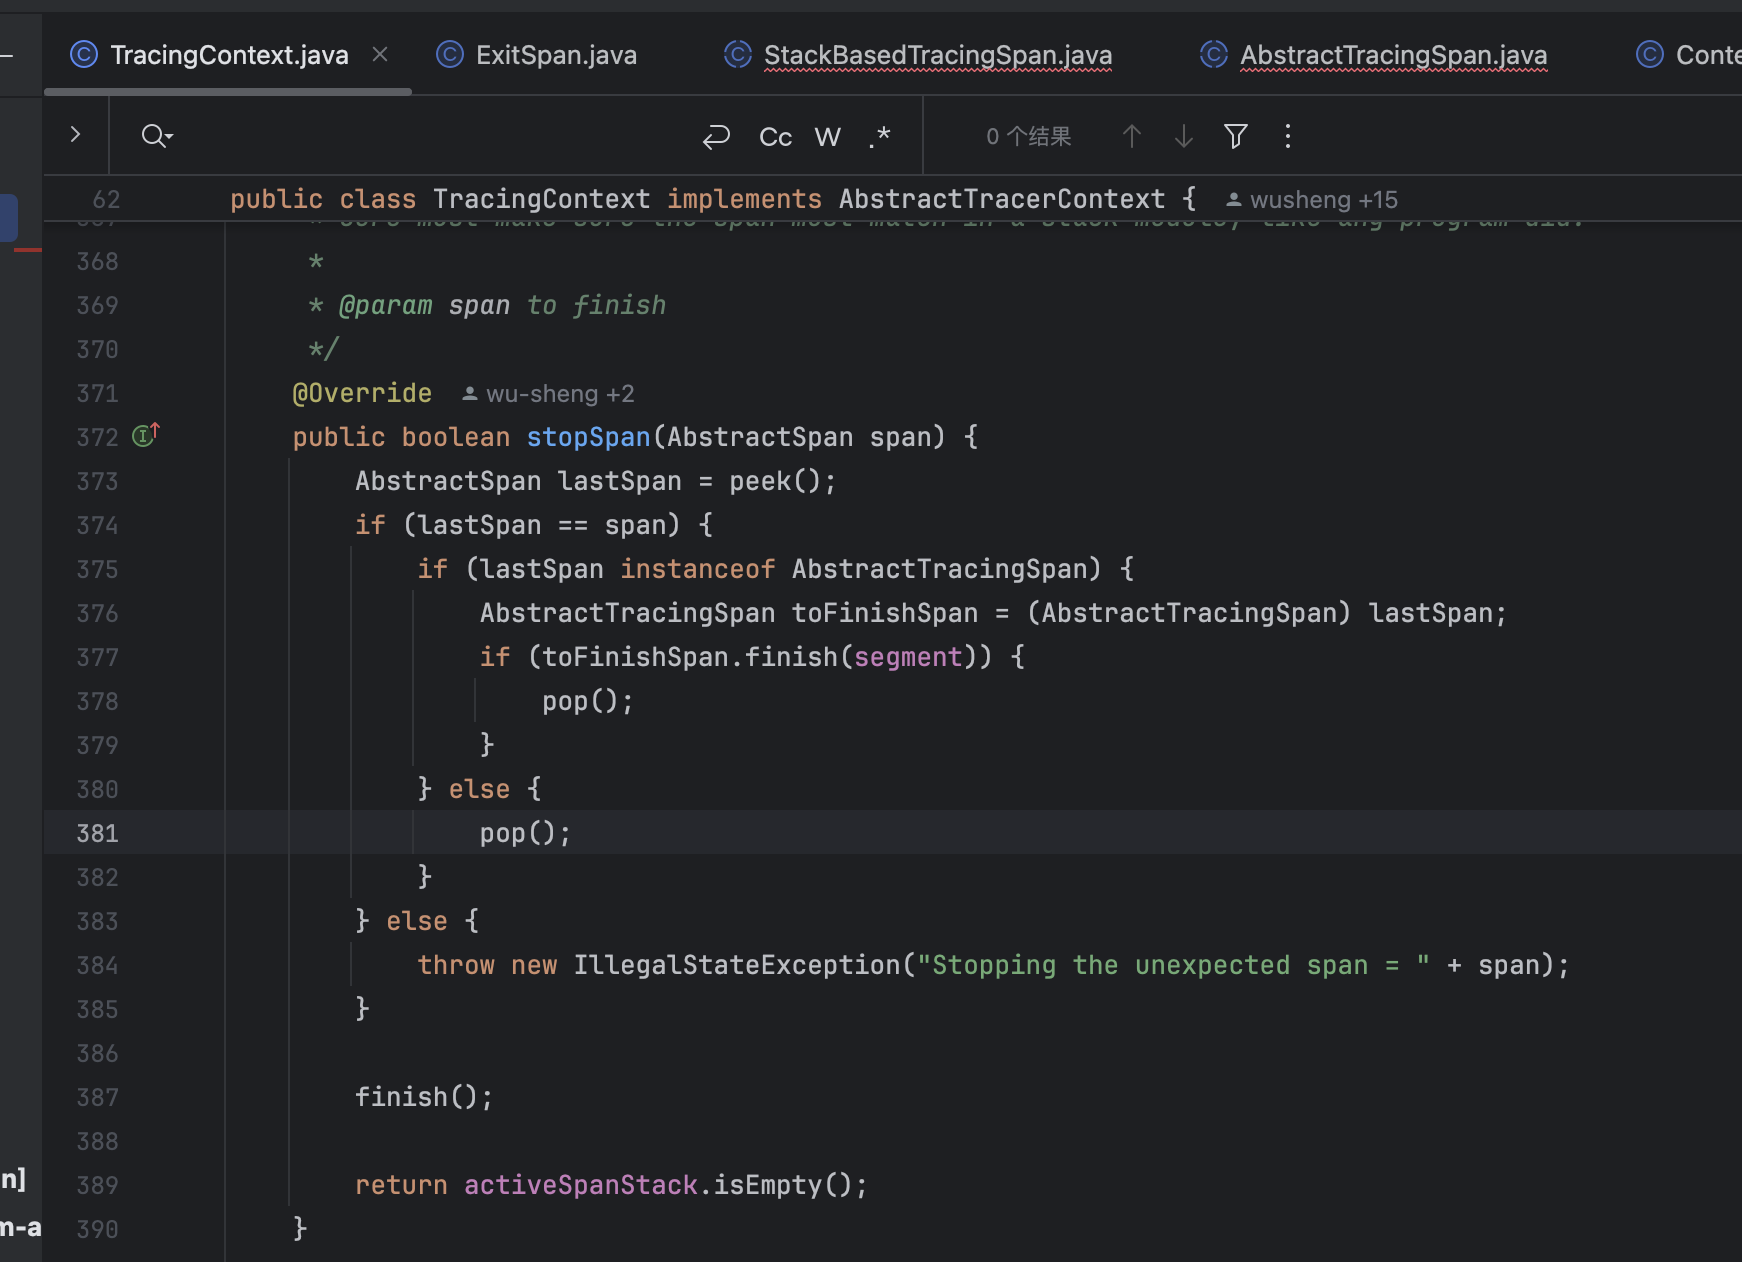 TracingContext.java ExitSpan.java StackBasedTracingSpan.java AbstractTracingSpan.java Conte
Cc W .* 0 个结果
62 public class TracingContext implements AbstractTracerContext { wusheng +15
368 *
369 * @param span to finish
370 */
371 @Override wu-sheng +2
372 public boolean stopSpan(AbstractSpan span) {
373 AbstractSpan lastSpan = peek();
374 if (lastSpan == span) {
375 if (lastSpan instanceof AbstractTracingSpan) {
376 AbstractTracingSpan toFinishSpan = (AbstractTracingSpan) lastSpan;
377 if (toFinishSpan.finish(segment)) {
378 pop();
379 }
380 } else {
381 pop();
382 }
383 } else {
384 throw new IllegalStateException("Stopping the unexpected span = " + span);
385 }
386
387 finish();
388
n]
389 return activeSpanStack.isEmpty();
m-a
390 }